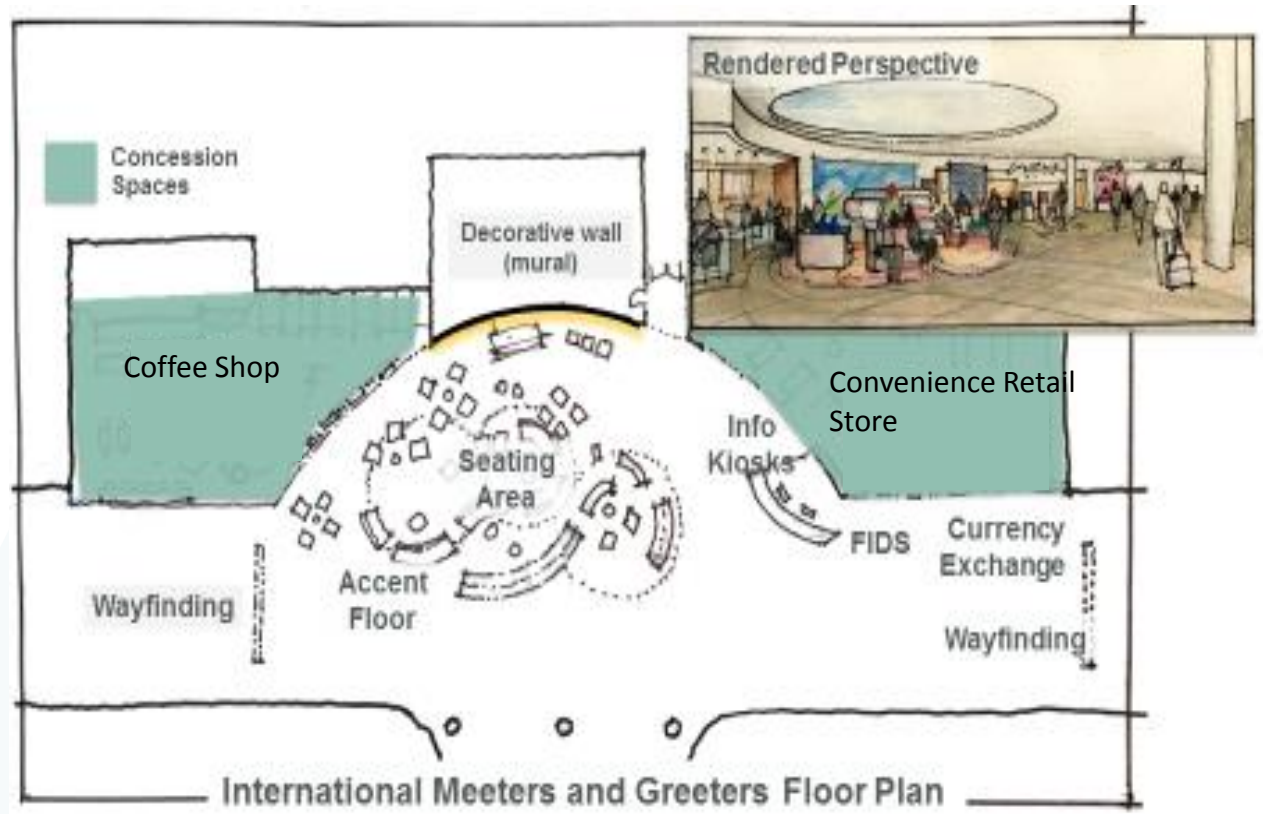 Rendered Perspective
Concession
Spaces
Decorative wall
(mural)
Coffee Shop
Convenience Retail
Store
Info
Kiosks
Seating
Area
FIDS
Currency
Exchange
Accent
Floor
Wayfinding
Wayfinding
International Meeters and Greeters Floor Plan